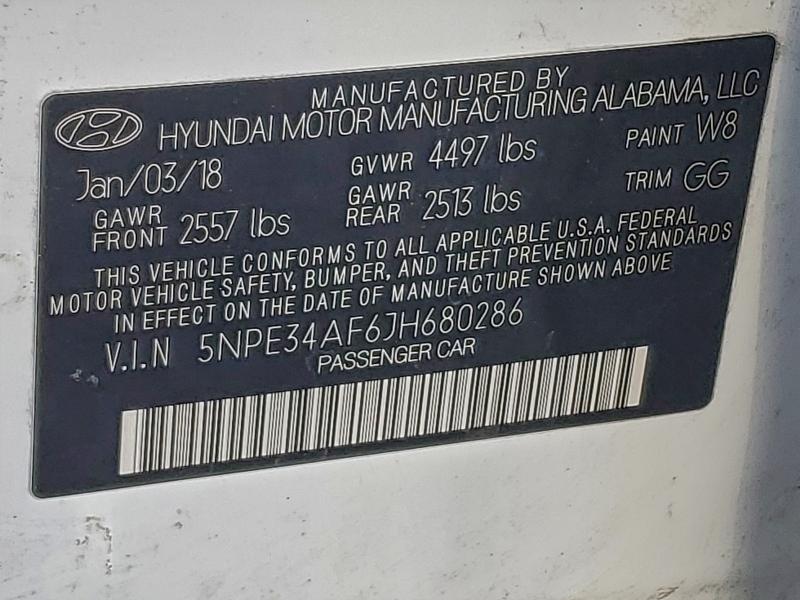 MANUFACTURED BY
HYUNDAI MOTOR MANUFACTURING ALABAMA, LLC
Jan/03/18 GVWR 4497 lbs PAINT W8
GAWR FRONT 2557 lbs GAWR REAR 2513 lbs TRIM GG
THIS VEHICLE CONFORMS TO ALL APPLICABLE U.S.A. FEDERAL
MOTOR VEHICLE SAFETY, BUMPER, AND THEFT PREVENTION STANDARDS
IN EFFECT ON THE DATE OF MANUFACTURE SHOWN ABOVE
V.I.N 5NPE34AF6JH680286
PASSENGER CAR